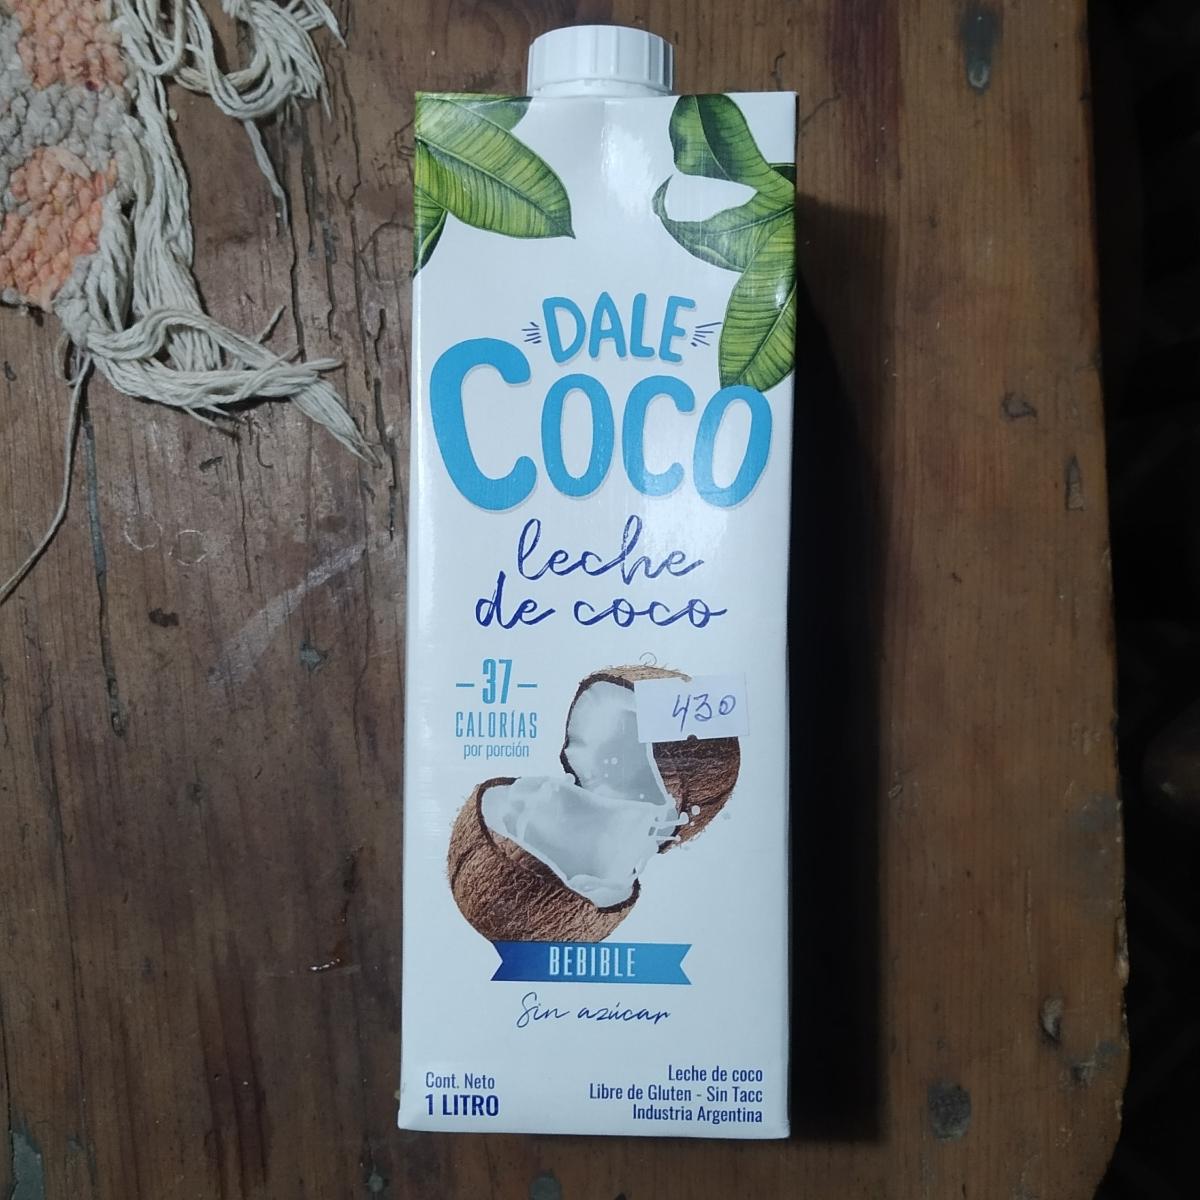 DALE
COCO
leche
de coco
37
CALORÍAS
por porción
430
BEBIBLE
Sin azúcar
Cont. Neto
1 LITRO
Leche de coco
Libre de Gluten - Sin Tacc
Industria Argentina